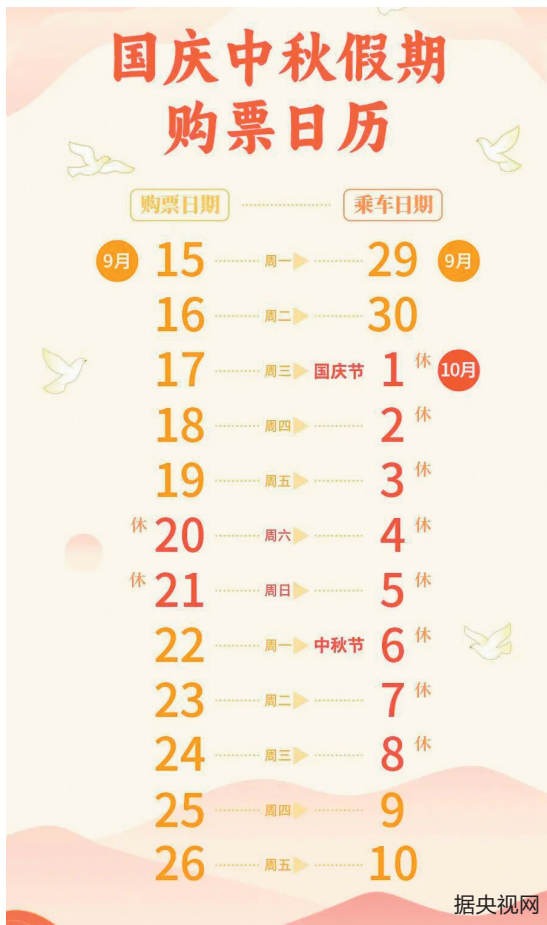 国庆中秋假期
购票日历
购票日期 乘车日期
9月 15 周一 29 9月
16 周二 30
17 周三 国庆节 1 休 10月
18 周四 2 休
19 周五 3 休
休 20 周六 4 休
休 21 周日 5 休
22 周一 中秋节 6 休
23 周二 7 休
24 周三 8 休
25 周四 9
26 周五 10
据央视网